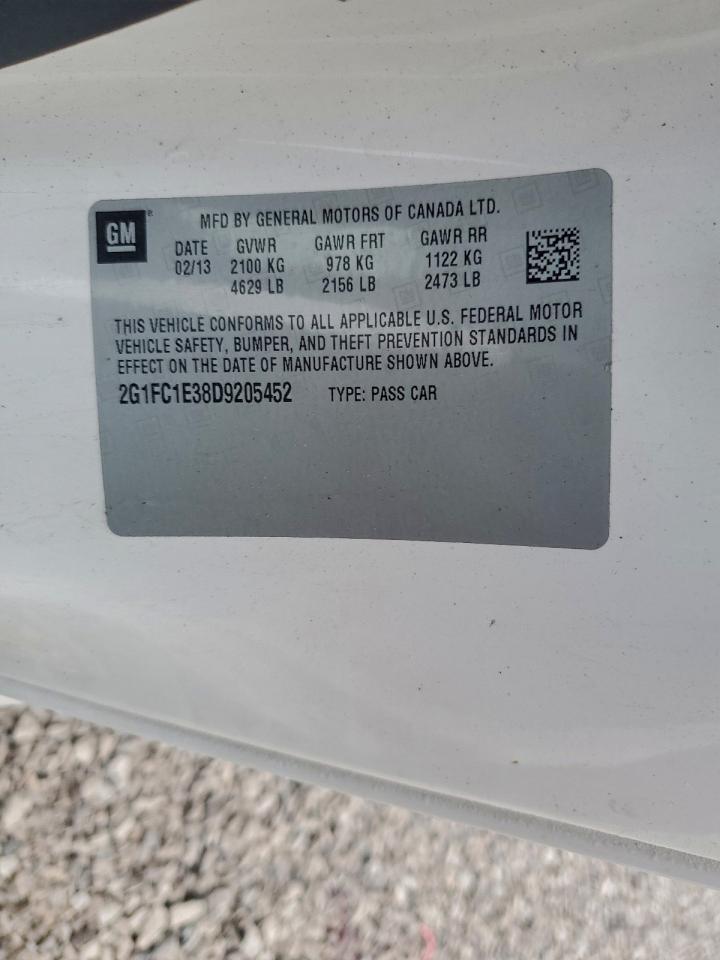 GM®
MFD BY GENERAL MOTORS OF CANADA LTD.
DATE GVWR GAWR FRT GAWR RR
02/13 2100 KG 978 KG 1122 KG
4629 LB 2156 LB 2473 LB
THIS VEHICLE CONFORMS TO ALL APPLICABLE U.S. FEDERAL MOTOR
VEHICLE SAFETY, BUMPER, AND THEFT PREVENTION STANDARDS IN
EFFECT ON THE DATE OF MANUFACTURE SHOWN ABOVE.
2G1FC1E38D9205452 TYPE: PASS CAR